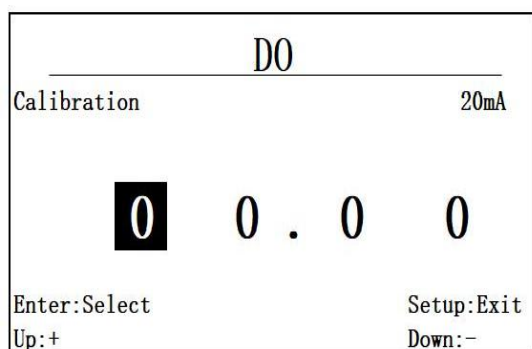 DO
Calibration 20mA
0 0 . 0 0
Enter:Select Setup:Exit
Up:+ Down:-